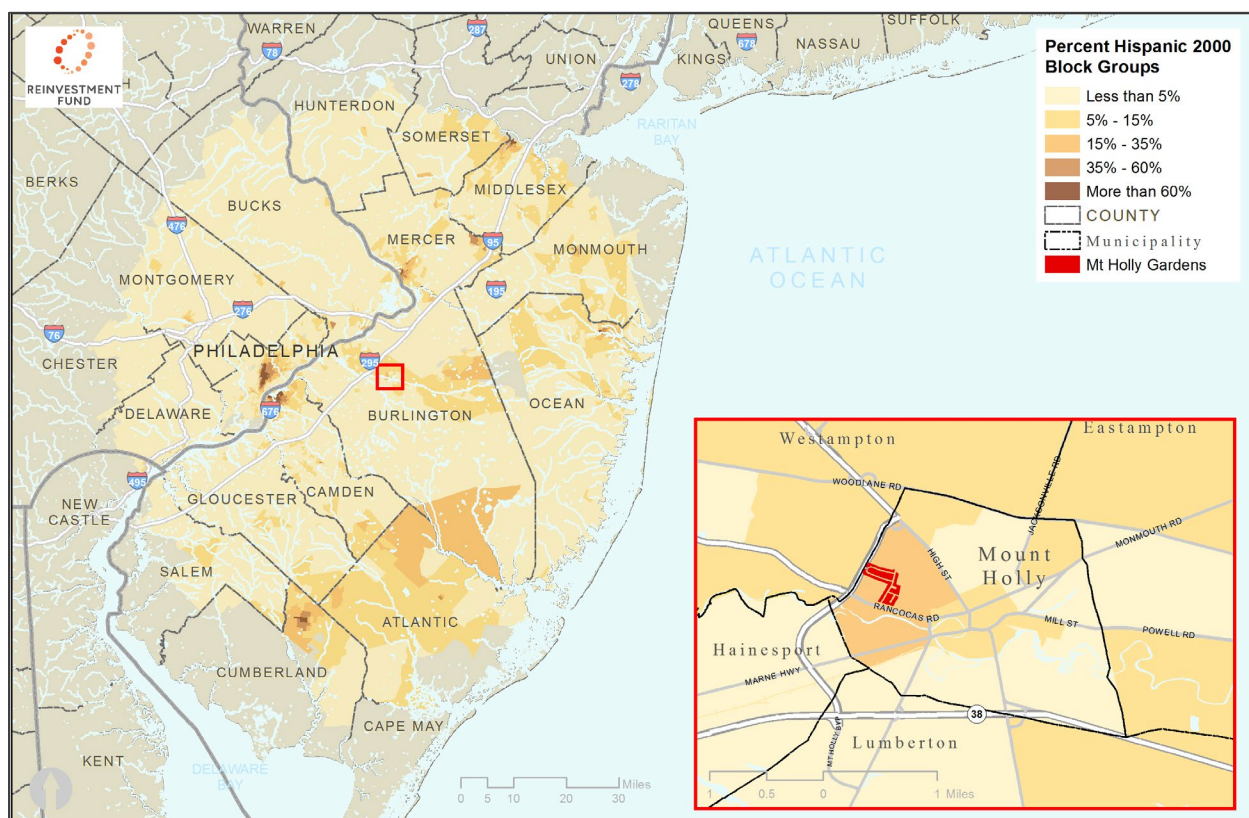 WARREN
287
78
QUEENS
678
SUFFOLK
NASSAU
KINGS
UNION
278
REINVESTMENT
FUND
HUNTERDON
SOMERSET
RARITAN
BAY
BERKS
MIDDLESEX
BUCKS
476
MERCER
95
MONMOUTH
MONTGOMERY
195
276
76
PHILADELPHIA
CHESTER
295
676
DELAWARE
BURLINGTON
OCEAN
495
NEW
CASTLE
GLOUCESTER
CAMDEN
SALEM
ATLANTIC
CUMBERLAND
CAPE MAY
KENT
DELAWARE
BAY
ATLANTIC
OCEAN
Miles
0 5 10 20 30
Percent Hispanic 2000
Block Groups
Less than 5%
5% - 15%
15% - 35%
35% - 60%
More than 60%
COUNTY
Municipality
Mt Holly Gardens
Westampton
Eastampton
WOODLANE RD
JACKSONVILLE RD
MONMOUTH RD
HIGH ST
Mount
Holly
RANCOCAS RD
MILL ST
POWELL RD
Hainesport
MARNE HWY
38
MT HOLLY BYP
Lumberton
1 0.5 0 1 Miles